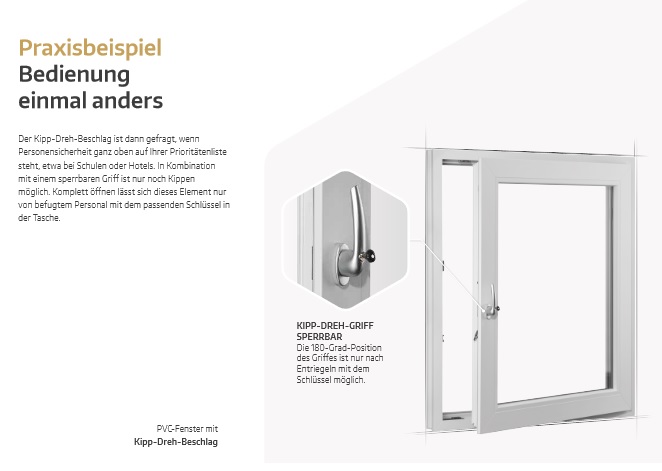 Praxisbeispiel
Bedienung
einmal anders
Der Kipp-Dreh-Beschlag ist dann gefragt, wenn
Personensicherheit ganz oben auf Ihrer Prioritätenliste
steht, etwa bei Schulen oder Hotels. In Kombination
mit einem sperrbaren Griff ist nur noch Kippen
möglich. Komplett öffnen lässt sich dieses Element nur
von befugtem Personal mit dem passenden Schlüssel in
der Tasche.
KIPP-DREH-GRIFF
SPERRBAR
Die 180-Grad-Position
des Griffes ist nur nach
Entriegeln mit dem
Schlüssel möglich.
PVC-Fenster mit
Kipp-Dreh-Beschlag